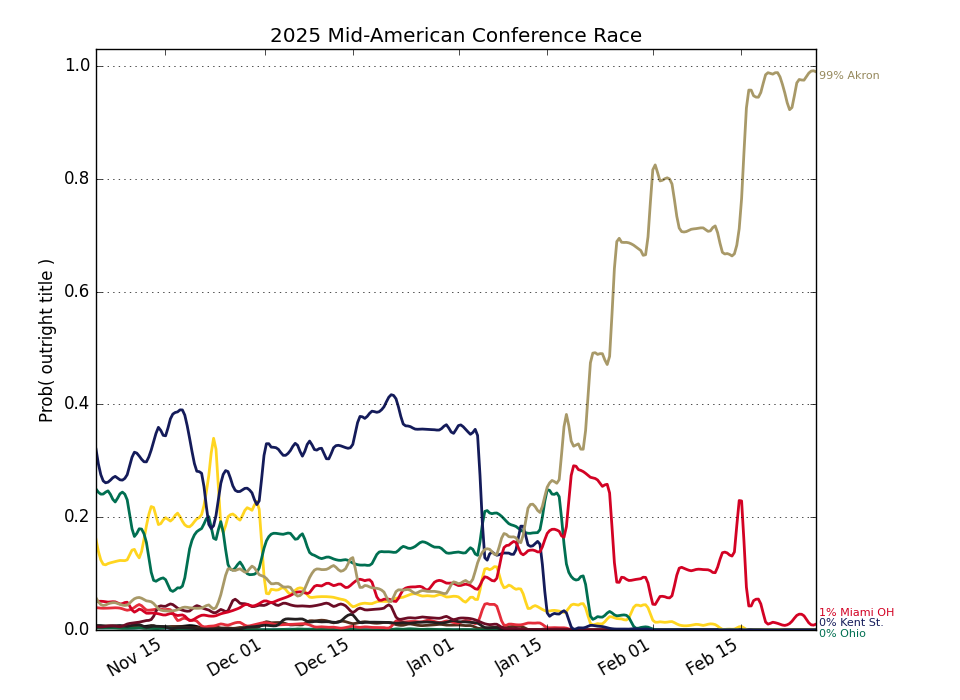 2025 Mid-American Conference Race
1.0
0.8
0.6
0.4
0.2
0.0
Prob( outright title )
99% Akron
1% Miami OH
0% Kent St.
0% Ohio
Nov 15
Dec 01
Dec 15
Jan 01
Jan 15
Feb 01
Feb 15